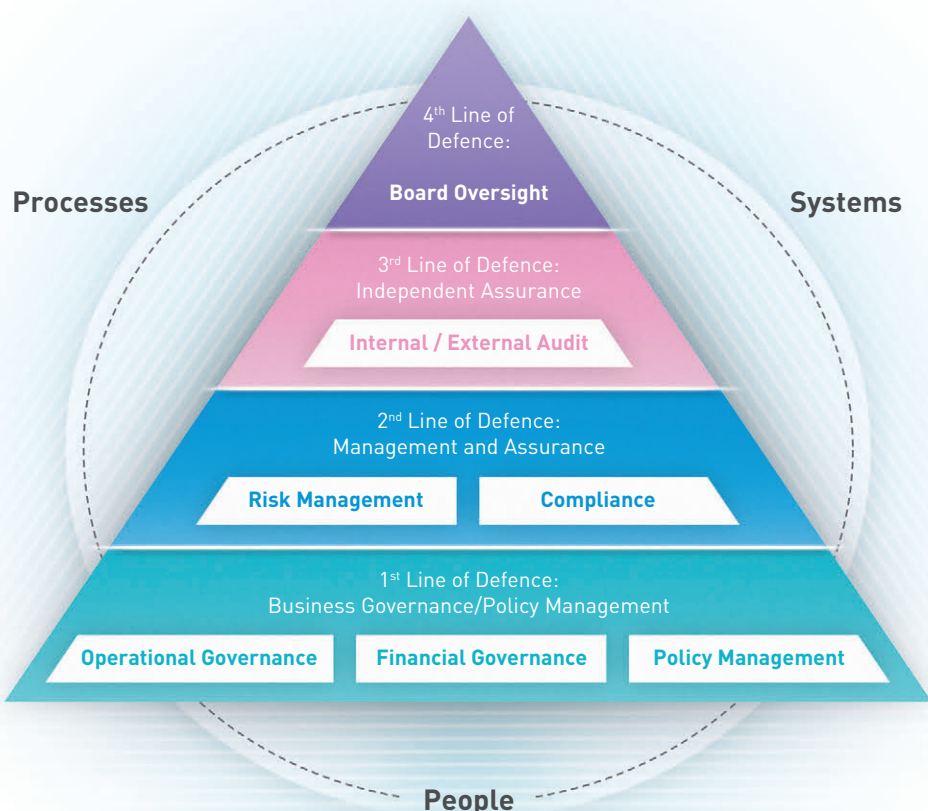 4th Line of
Defence:
Board Oversight
Processes
Systems
3rd Line of Defence:
Independent Assurance
Internal / External Audit
2nd Line of Defence:
Management and Assurance
Risk Management
Compliance
1st Line of Defence:
Business Governance/Policy Management
Operational Governance
Financial Governance
Policy Management
People